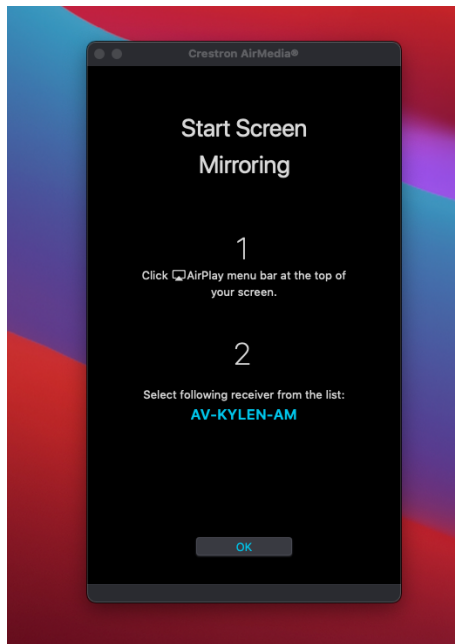 Crestron AirMedia®
Start Screen
Mirroring
1
Click AirPlay menu bar at the top of
your screen.
2
Select following receiver from the list:
AV-KYLEN-AM
OK